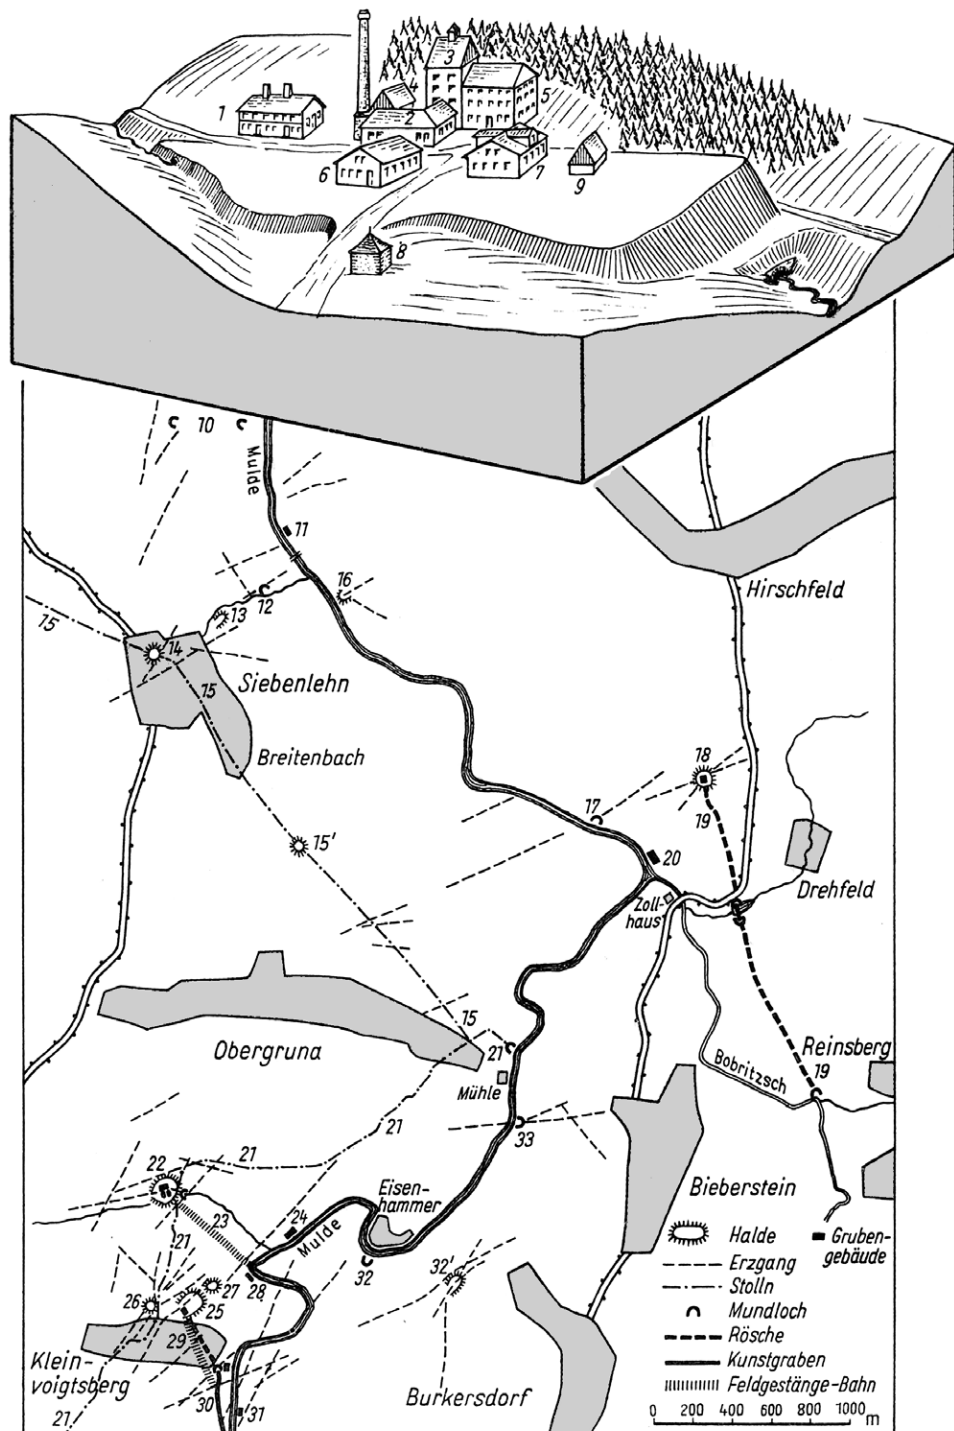 3
4
1
2
5
6
7
9
8
10
Mulde
11
16
12
Hirschfeld
15
13
14
Siebenlehn
15
Breitenbach
18
17
19
15'
20
Zoll-
haus
Drehfeld
15
Obergruna
21
Reinsberg
Mühle
Bobritzsch
19
21
33
21
22
Eisen-
hammer
Bieberstein
23
24
Mulde
21
32
32'
28
27
26
25
29
Klein-
voigtsberg
30
31
21
Burkersdorf
Halde
Gruben-
gebäude
Erzgang
Stolln
Mundloch
Rösche
Kunstgraben
Feldgestänge-Bahn
0 200 400 600 800 1000 m